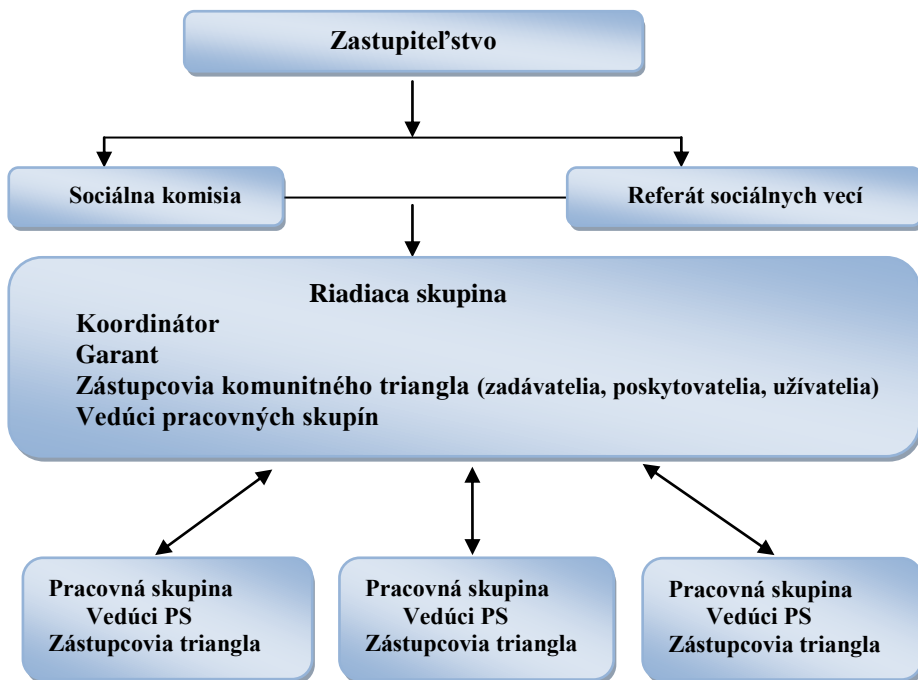 Zastupiteľstvo
Sociálna komisia
Referát sociálnych vecí
Riadiaca skupina
Koordinátor
Garant
Zástupcovia komunitného triangla (zadávatelia, poskytovatelia, užívatelia)
Vedúci pracovných skupín
Pracovná skupina
Vedúci PS
Zástupcovia triangla
Pracovná skupina
Vedúci PS
Zástupcovia triangla
Pracovná skupina
Vedúci PS
Zástupcovia triangla